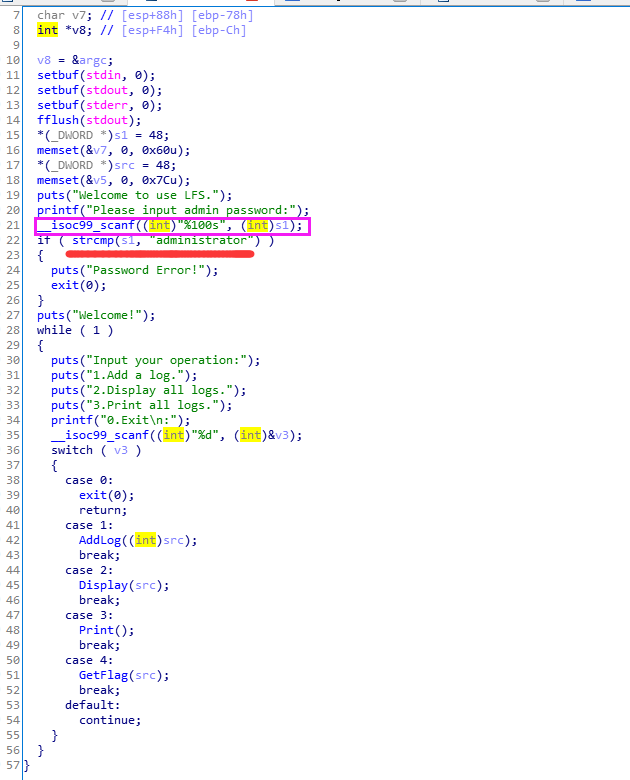 7 char v7; // [esp+88h] [ebp-78h]
8 int *v8; // [esp+F4h] [ebp-Ch]
9
10 v8 = &argc;
11 setbuf(stdin, 0);
12 setbuf(stdout, 0);
13 setbuf(stderr, 0);
14 fflush(stdout);
15 *(_DWORD *)s1 = 48;
16 memset(&v7, 0, 0x60u);
17 *(_DWORD *)src = 48;
18 memset(&v5, 0, 0x7Cu);
19 puts("Welcome to use LFS.");
20 printf("Please input admin password:");
21 __isoc99_scanf((int)"%100s", (int)s1);
22 if ( strcmp(s1, "administrator") )
23 {
24 puts("Password Error!");
25 exit(0);
26 }
27 puts("Welcome!");
28 while ( 1 )
29 {
30 puts("Input your operation:");
31 puts("1.Add a log.");
32 puts("2.Display all logs.");
33 puts("3.Print all logs.");
34 printf("0.Exit\n:");
35 __isoc99_scanf((int)"%d", (int)&v3);
36 switch ( v3 )
37 {
38 case 0:
39 exit(0);
40 return;
41 case 1:
42 AddLog((int)src);
43 break;
44 case 2:
45 Display(src);
46 break;
47 case 3:
48 Print();
49 break;
50 case 4:
51 GetFlag(src);
52 break;
53 default:
54 continue;
55 }
56 }
57 }